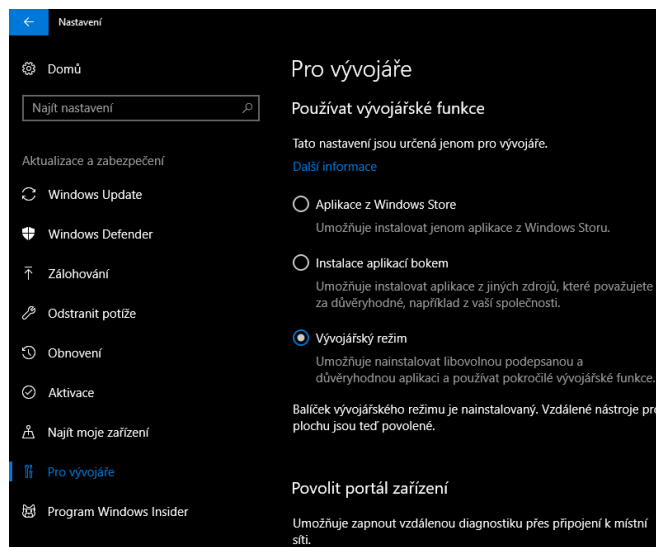 Nastavení
Domů
Najít nastavení
Aktualizace a zabezpečení
Windows Update
Windows Defender
Zálohování
Odstranit potíže
Obnovení
Aktivace
Najít moje zařízení
Pro vývojáře
Program Windows Insider
Pro vývojáře
Používat vývojářské funkce
Tato nastavení jsou určená jenom pro vývojáře.
Další informace
Aplikace z Windows Store
Umožňuje instalovat jenom aplikace z Windows Storu.
Instalace aplikací bokem
Umožňuje instalovat aplikace z jiných zdrojů, které považujete
za důvěryhodné, například z vaší společnosti.
Vývojářský režim
Umožňuje nainstalovat libovolnou podepsanou a
důvěryhodnou aplikaci a používat pokročilé vývojářské funkce.
Balíček vývojářského režimu je nainstalovaný. Vzdálené nástroje pro
plochu jsou teď povolené.
Povolit portál zařízení
Umožňuje zapnout vzdálenou diagnostiku přes připojení k místní
síti.